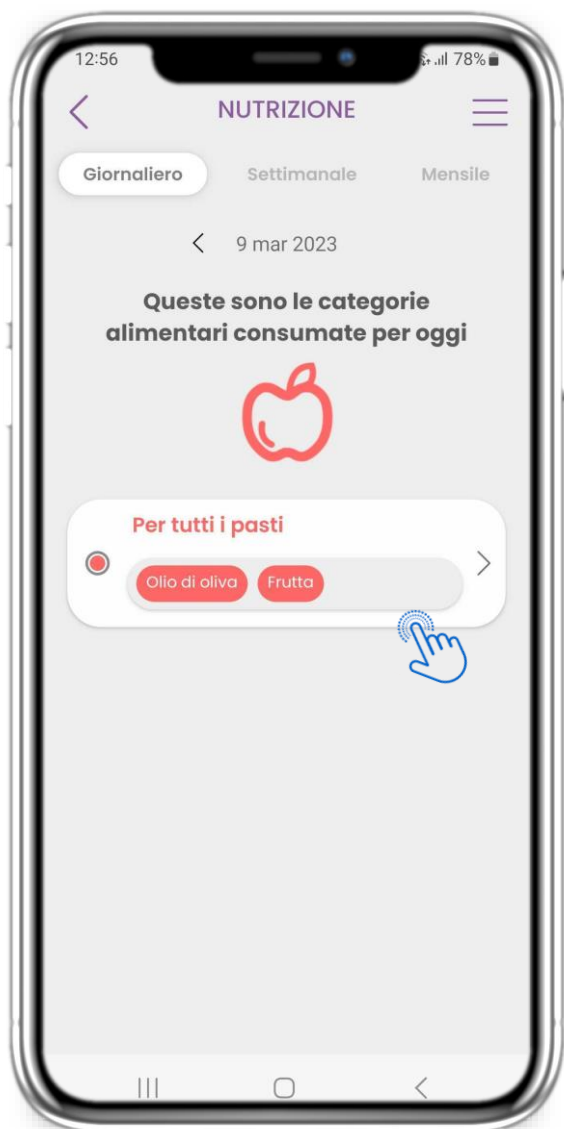 12:56
78%
NUTRIZIONE
Giornaliero Settimanale Mensile
9 mar 2023
Queste sono le categorie
alimentari consumate per oggi
Per tutti i pasti
Olio di oliva Frutta